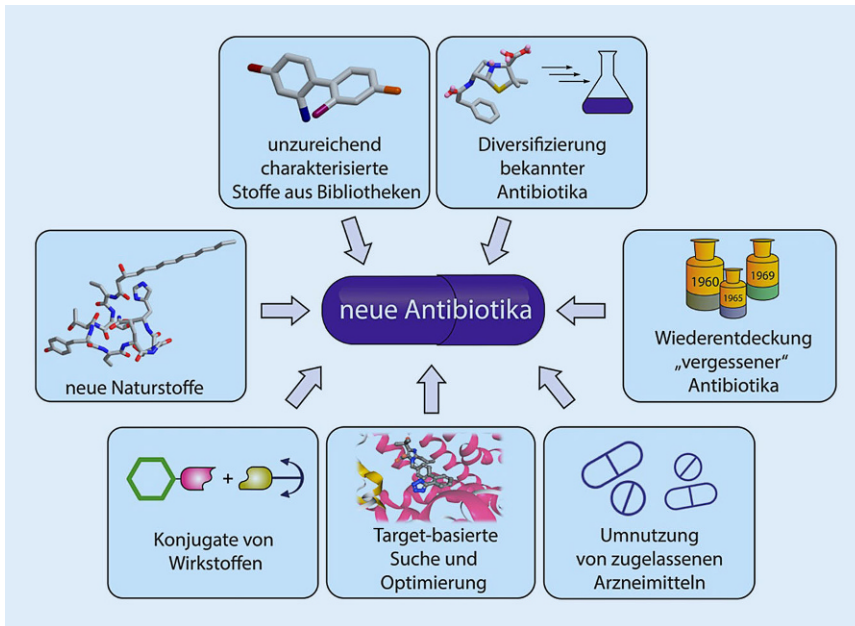 unzureichend
charakterisierte
Stoffe aus Bibliotheken
Diversifizierung
bekannter
Antibiotika
neue Naturstoffe
neue Antibiotika
1960
1965
1969
Wiederentdeckung
„vergessener“
Antibiotika
+
Konjugate von
Wirkstoffen
Target-basierte
Suche und
Optimierung
Umnutzung
von zugelassenen
Arzneimitteln